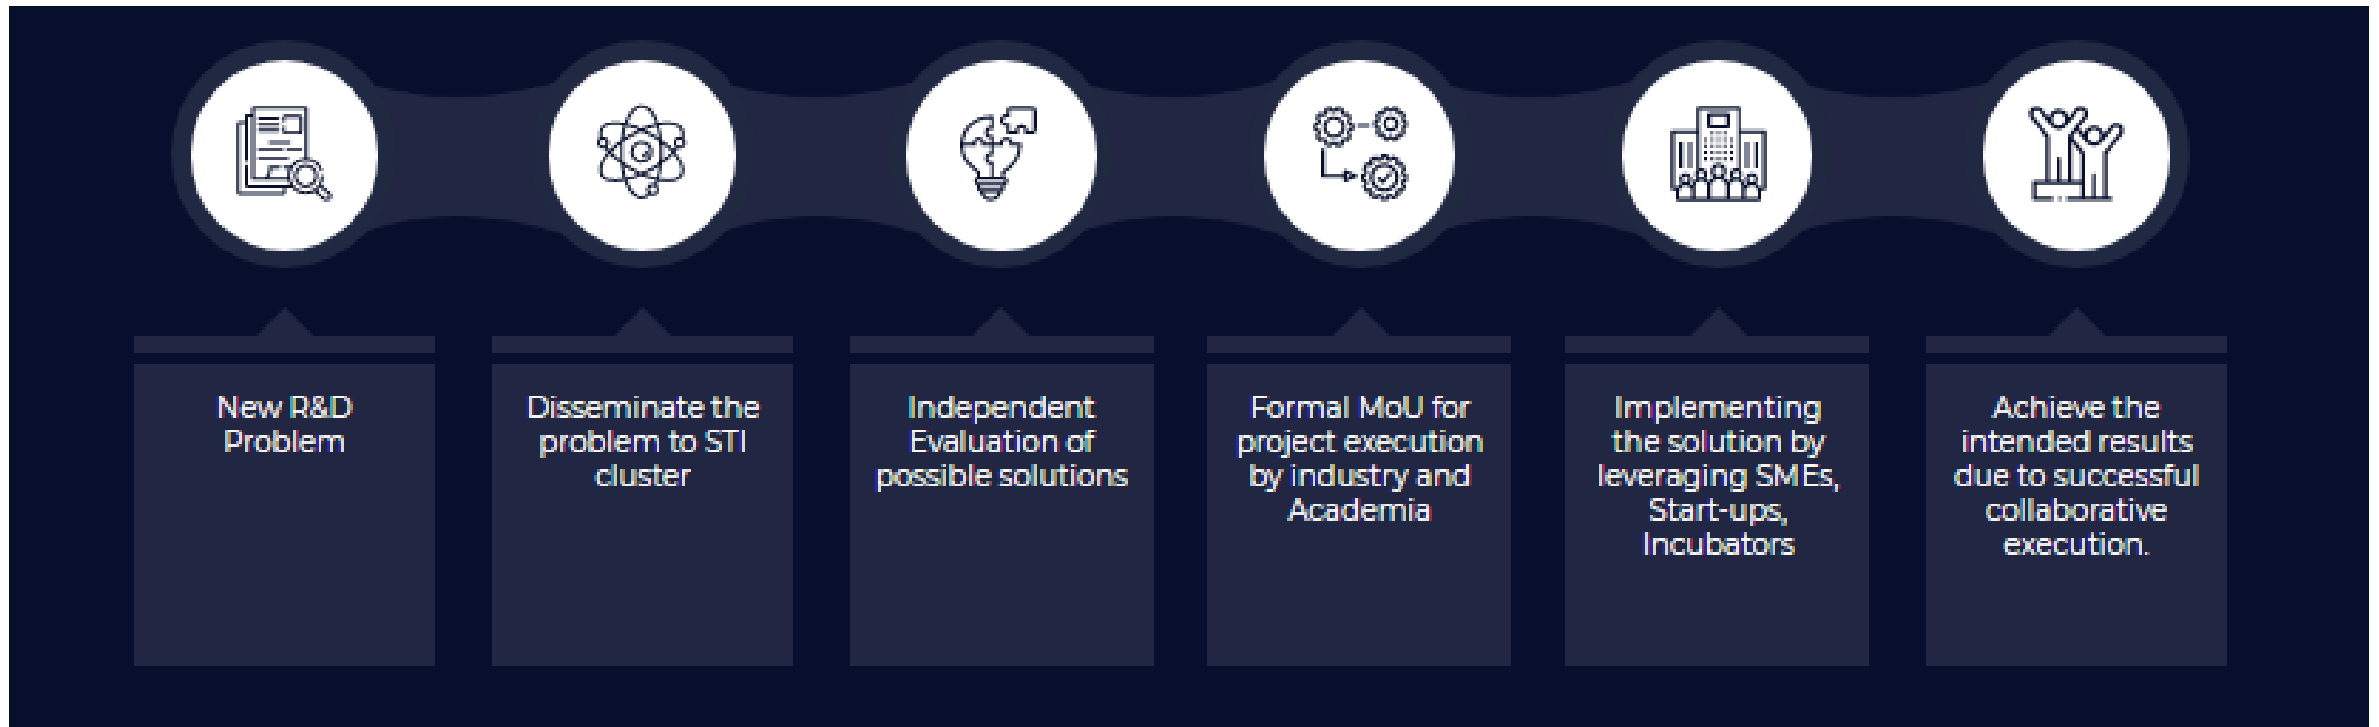 New R&D
Problem
Disseminate the
problem to STI
cluster
Independent
Evaluation of
possible solutions
Formal MoU for
project execution
by industry and
Academia
Implementing
the solution by
leveraging SMEs,
Start-ups,
Incubators
Achieve the
intended results
due to successful
collaborative
execution.